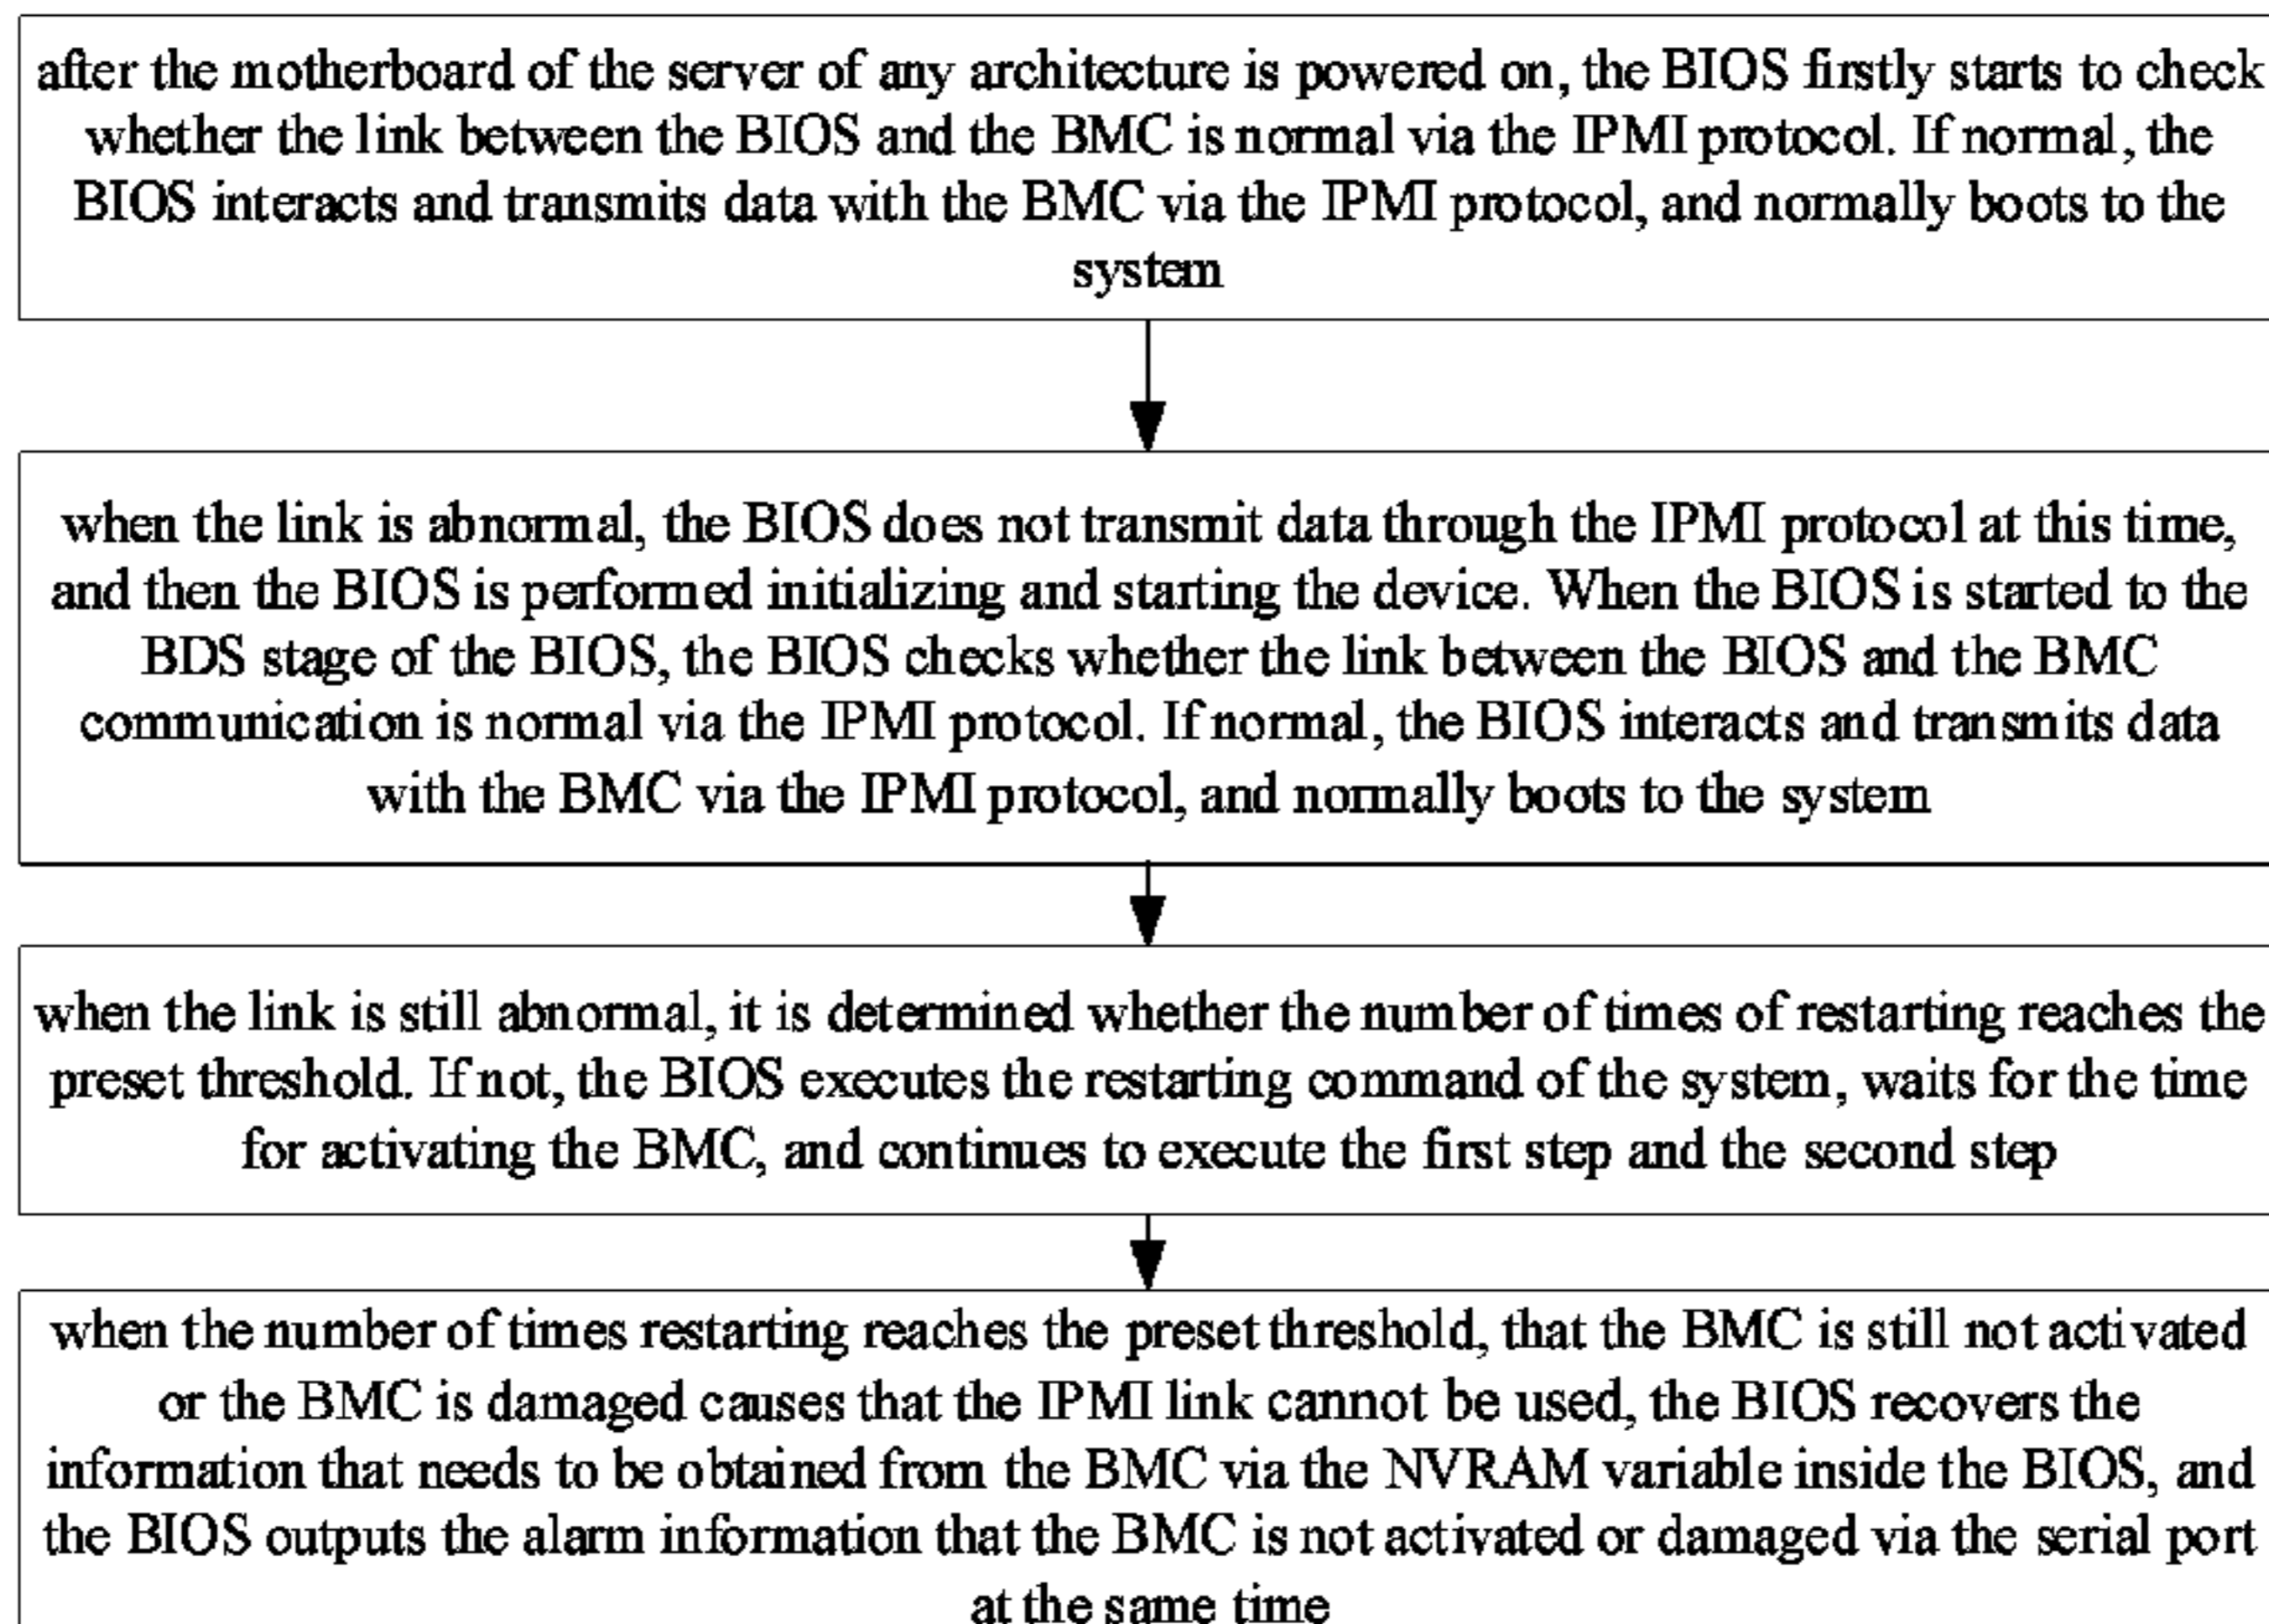 after the motherboard of the server of any architecture is powered on, the BIOS firstly starts to check
whether the link between the BIOS and the BMC is normal via the IPMI protocol. If normal, the
BIOS interacts and transmits data with the BMC via the IPMI protocol, and normally boots to the
system
when the link is abnormal, the BIOS does not transmit data through the IPMI protocol at this time,
and then the BIOS is performed initializing and starting the device. When the BIOS is started to the
BDS stage of the BIOS, the BIOS checks whether the link between the BIOS and the BMC
communication is normal via the IPMI protocol. If normal, the BIOS interacts and transmits data
with the BMC via the IPMI protocol, and normally boots to the system
when the link is still abnormal, it is determined whether the number of times of restarting reaches the
preset threshold. If not, the BIOS executes the restarting command of the system, waits for the time
for activating the BMC, and continues to execute the first step and the second step
when the number of times restarting reaches the preset threshold, that the BMC is still not activated
or the BMC is damaged causes that the IPMI link cannot be used, the BIOS recovers the
information that needs to be obtained from the BMC via the NVRAM variable inside the BIOS, and
the BIOS outputs the alarm information that the BMC is not activated or damaged via the serial port
at the same time